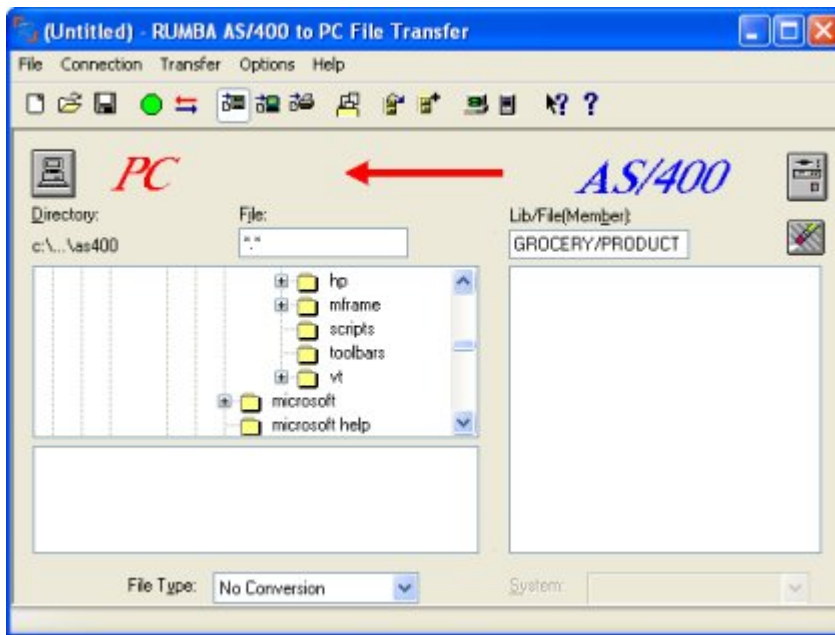 (Untitled) - RUMBA AS/400 to PC File Transfer
File Connection Transfer Options Help
PC AS/400
Directory: File: Lib/File(Member):
c:\...\as400 *.* GROCERY/PRODUCT
hp
mframe
scripts
toolbars
vt
microsoft
microsoft help
File Type: No Conversion System: